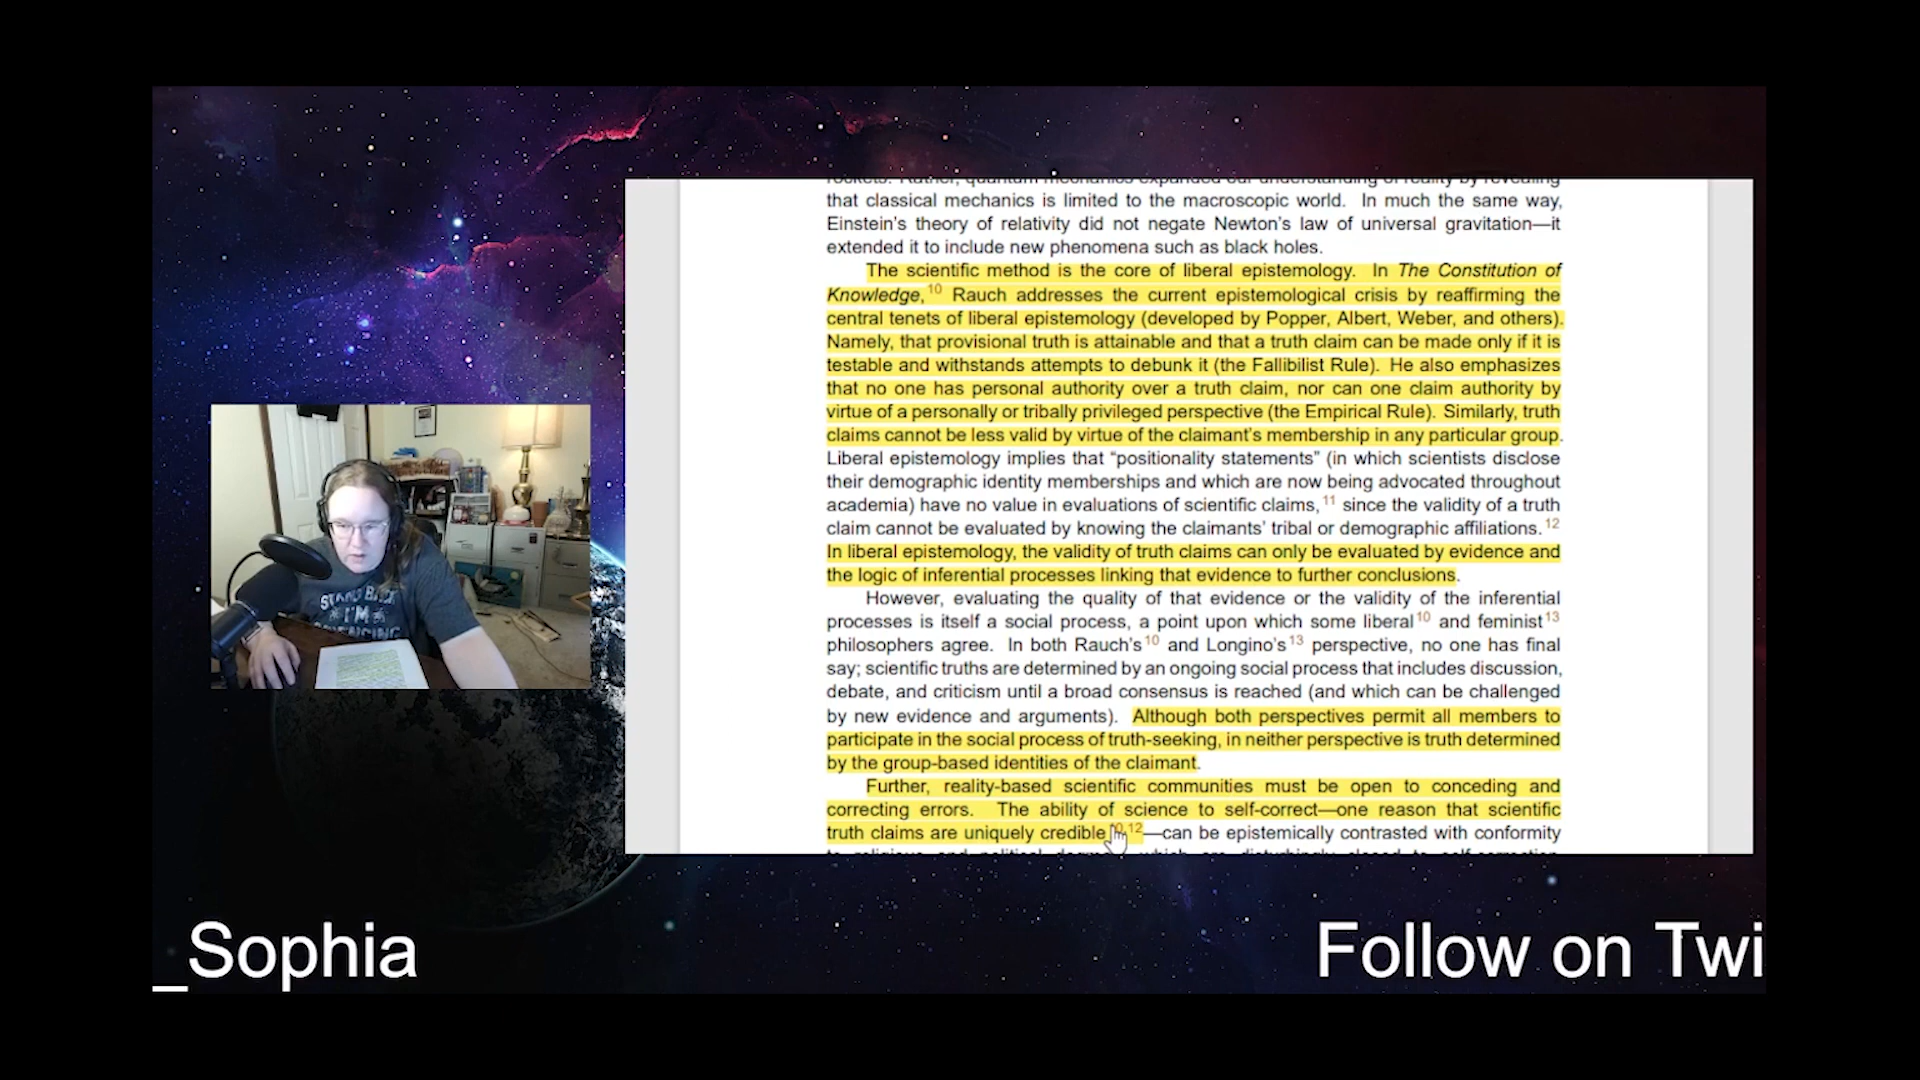 that classical mechanics is limited to the macroscopic world. In much the same way,
Einstein's theory of relativity did not negate Newton's law of universal gravitation—it
extended it to include new phenomena such as black holes.
The scientific method is the core of liberal epistemology. In The Constitution of
Knowledge,10 Rauch addresses the current epistemological crisis by reaffirming the
central tenets of liberal epistemology (developed by Popper, Albert, Weber, and others).
Namely, that provisional truth is attainable and that a truth claim can be made only if it is
testable and withstands attempts to debunk it (the Fallibilist Rule). He also emphasizes
that no one has personal authority over a truth claim, nor can one claim authority by
virtue of a personally or tribally privileged perspective (the Empirical Rule). Similarly, truth
claims cannot be less valid by virtue of the claimant's membership in any particular group.
Liberal epistemology implies that "positionality statements" (in which scientists disclose
their demographic identity memberships and which are now being advocated throughout
academia) have no value in evaluations of scientific claims,11 since the validity of a truth
claim cannot be evaluated by knowing the claimants' tribal or demographic affiliations.12
In liberal epistemology, the validity of truth claims can only be evaluated by evidence and
the logic of inferential processes linking that evidence to further conclusions.
However, evaluating the quality of that evidence or the validity of the inferential
processes is itself a social process, a point upon which some liberal10 and feminist13
philosophers agree. In both Rauch's10 and Longino's13 perspective, no one has final
say; scientific truths are determined by an ongoing social process that includes discussion,
debate, and criticism until a broad consensus is reached (and which can be challenged
by new evidence and arguments). Although both perspectives permit all members to
participate in the social process of truth-seeking, in neither perspective is truth determined
by the group-based identities of the claimant.
Further, reality-based scientific communities must be open to conceding and
correcting errors. The ability of science to self-correct—one reason that scientific
truth claims are uniquely credible 12—can be epistemically contrasted with conformity
STAND BACK
I'M
SCIENCING
_Sophia
Follow on Twi